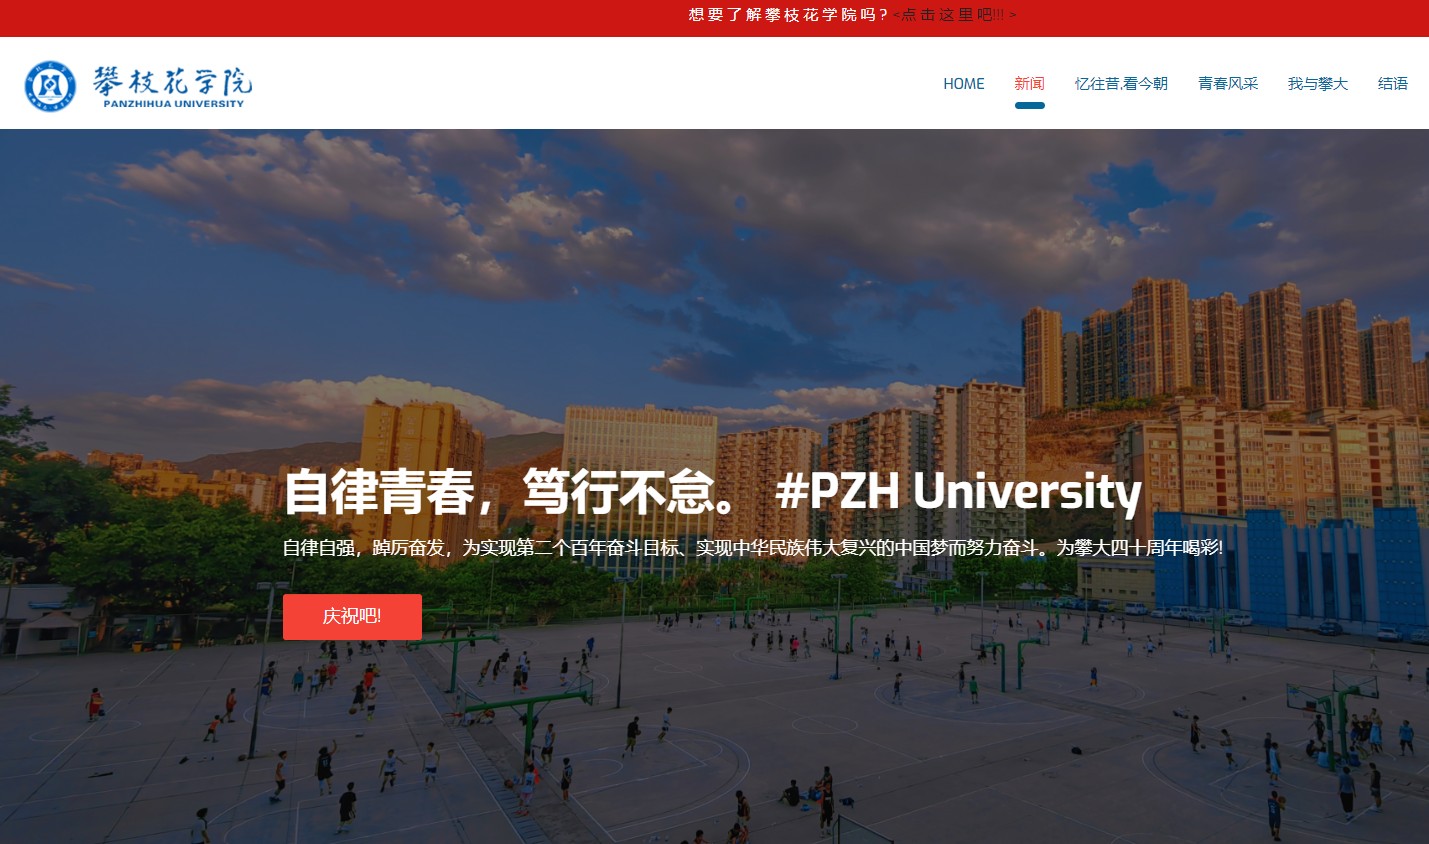 想要了解攀枝花学院吗? <点击这里吧!!! >
攀枝花学院
PANZHIHUA UNIVERSITY
HOME 新闻 忆往昔,看今朝 青春风采 我与攀大 结语
自律青春，笃行不怠。 #PZH University
自律自强，踔厉奋发，为实现第二个百年奋斗目标、实现中华民族伟大复兴的中国梦而努力奋斗。为攀大四十周年喝彩!
庆祝吧!